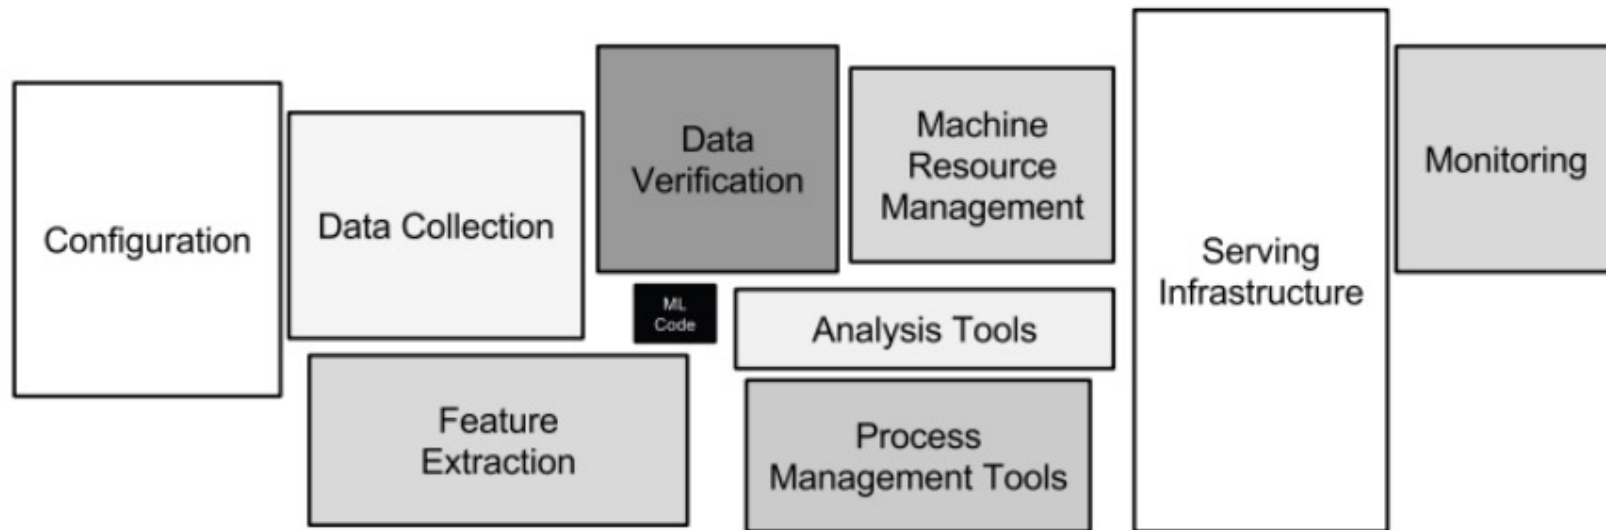 Configuration
Data Collection
Data
Verification
Machine
Resource
Management
Serving
Infrastructure
Monitoring
ML
Code
Analysis Tools
Feature
Extraction
Process
Management Tools